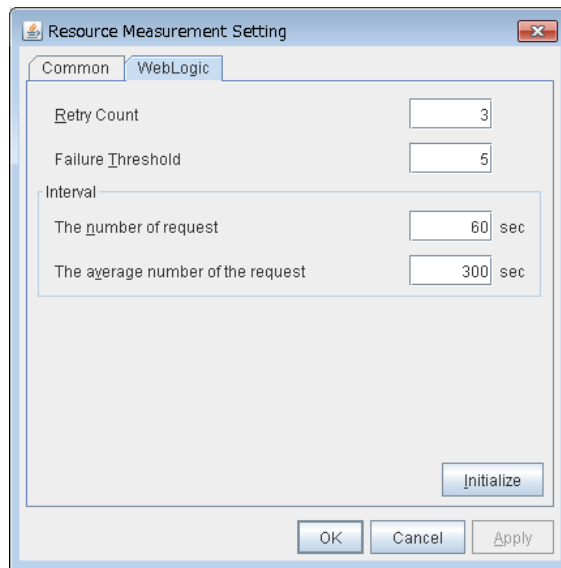 Resource Measurement Setting
Common WebLogic
Retry Count 3
Failure Threshold 5
Interval
The number of request 60 sec
The average number of the request 300 sec
Initialize
OK Cancel Apply